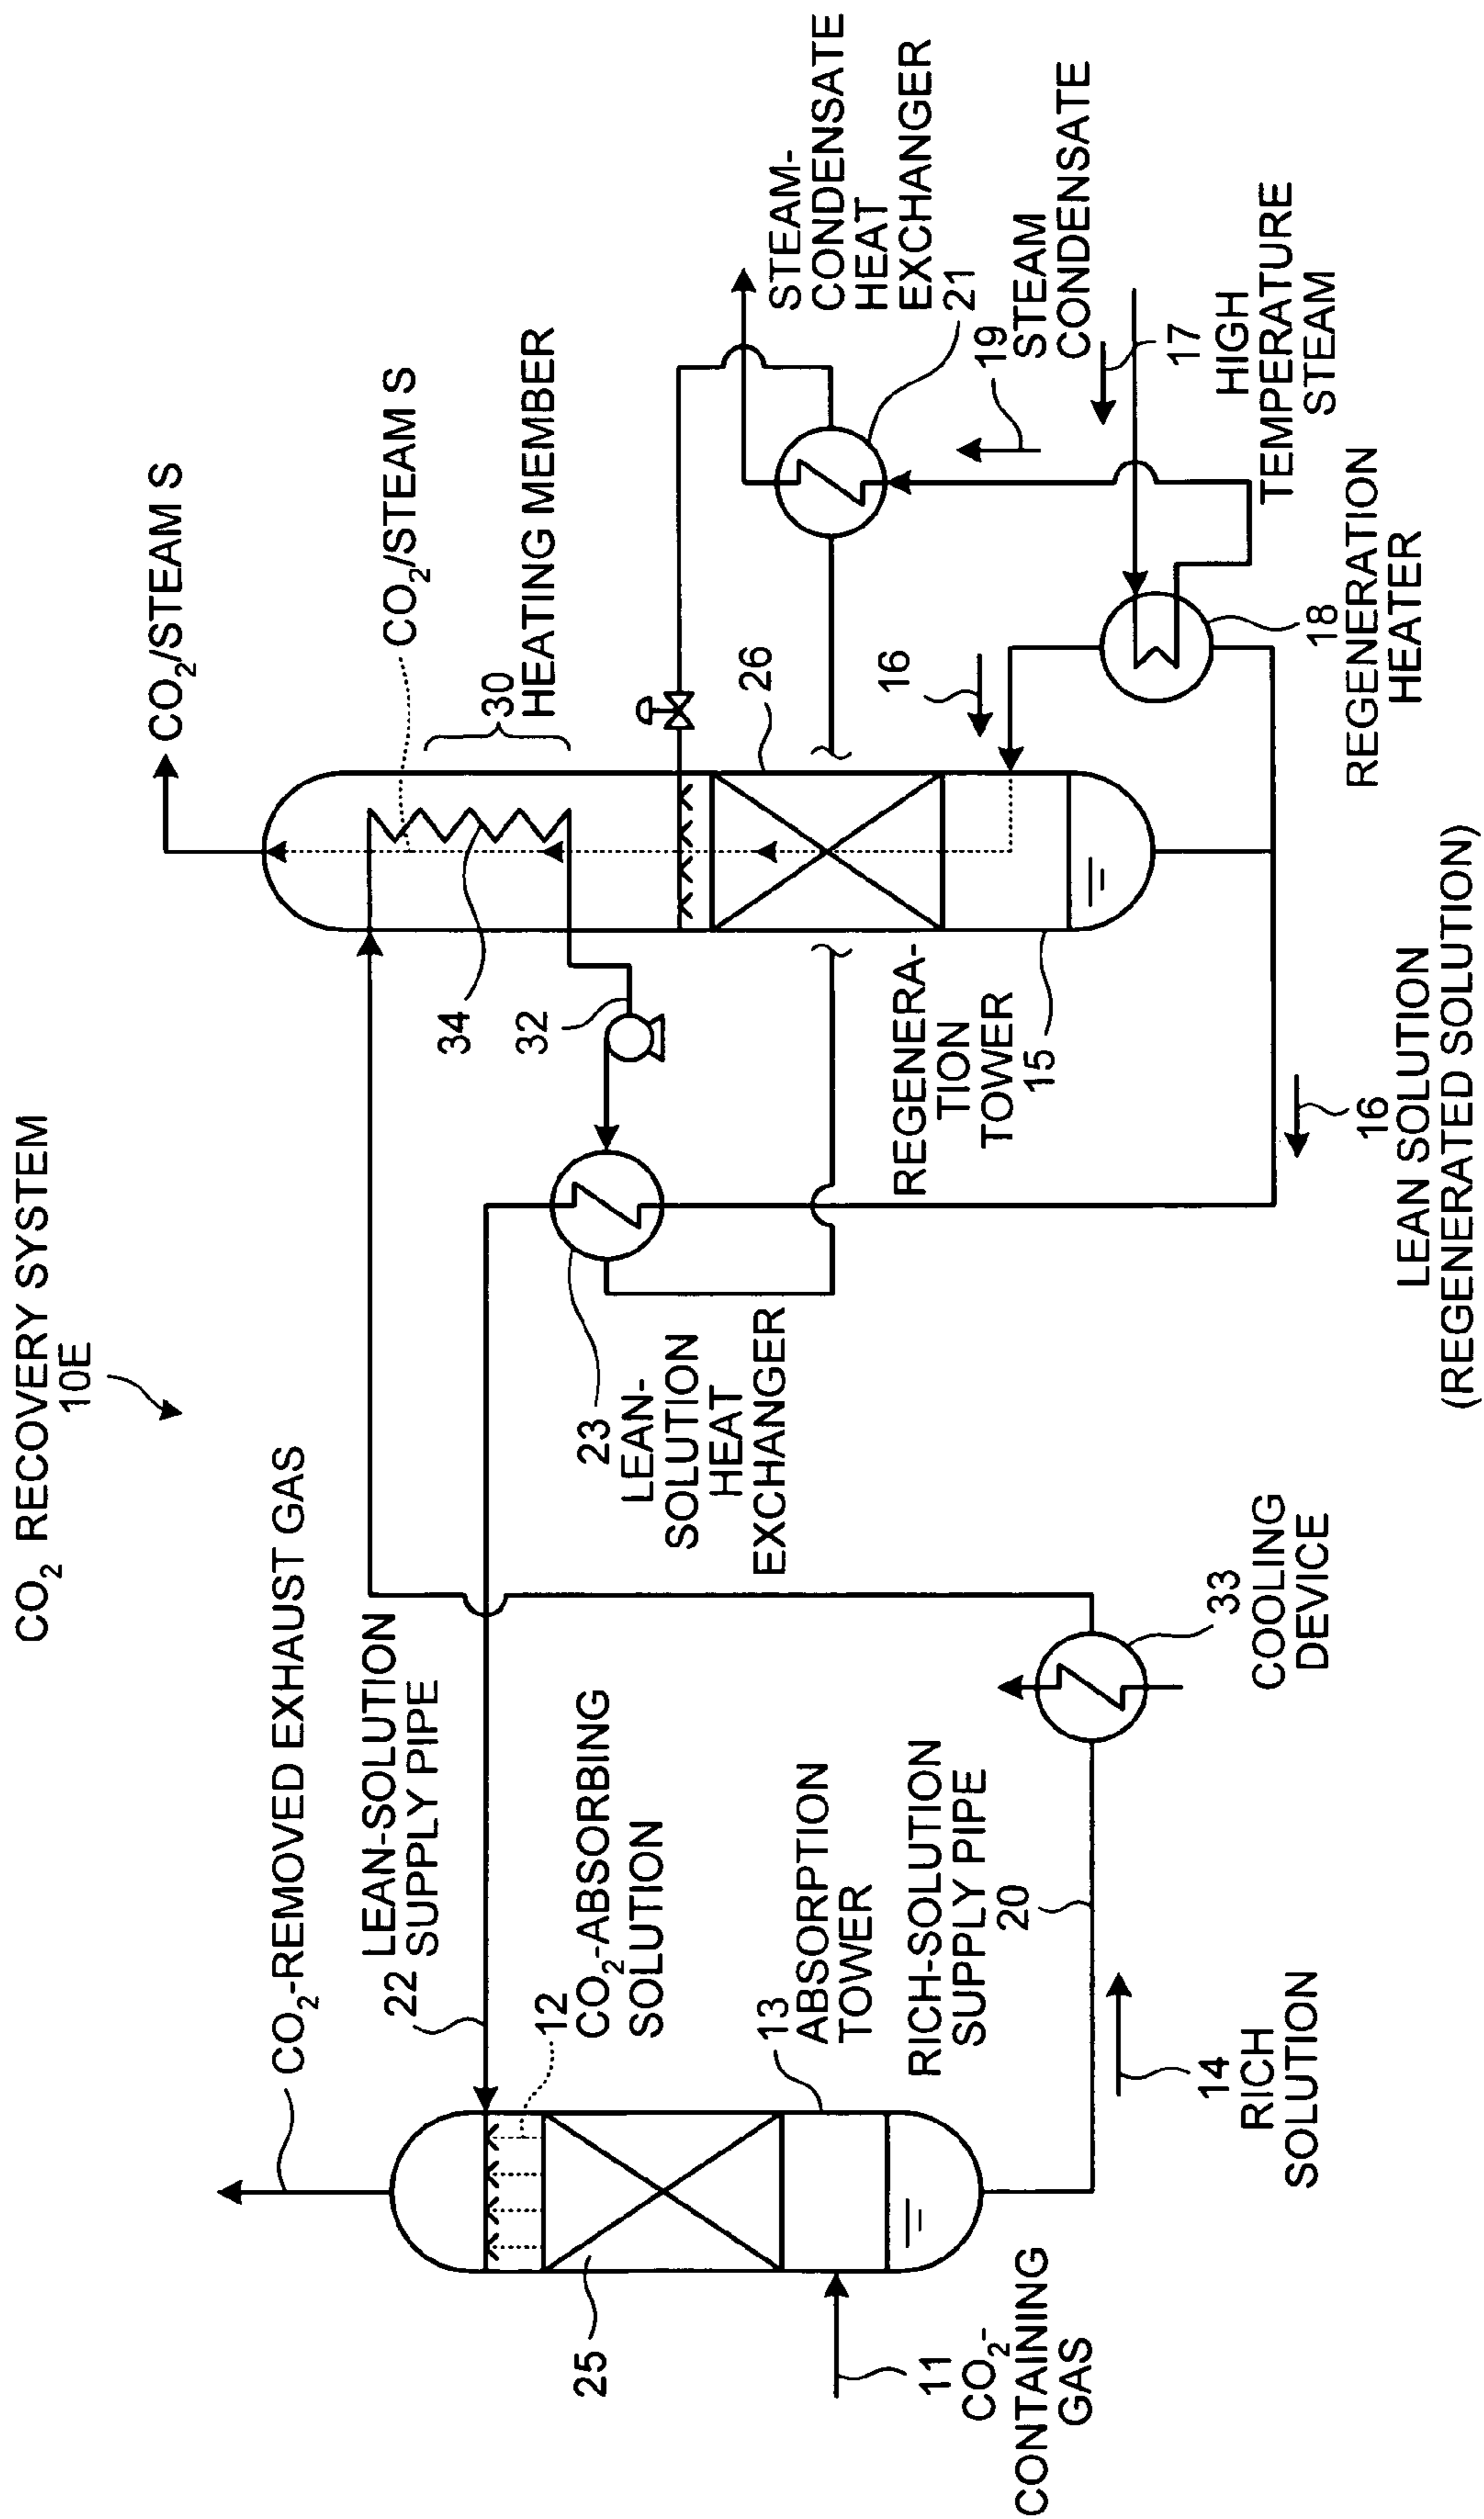 CO2 RECOVERY SYSTEM
10E
CO2-REMOVED EXHAUST GAS
CO2/STEAM S
LEAN-SOLUTION
SUPPLY PIPE
22
CO2/STEAM S
30
HEATING MEMBER
34
32
12
CO2-ABSORBING
SOLUTION
25
23
LEAN-
SOLUTION
HEAT
EXCHANGER
26
STEAM-
CONDENSATE
HEAT
EXCHANGER
21
13
ABSORPTION
TOWER
REGENERA-
TION
TOWER
15
16
19
STEAM
CONDENSATE
11
CO2-
CONTAINING
GAS
RICH-SOLUTION
SUPPLY PIPE
20
14
RICH
SOLUTION
33
COOLING
DEVICE
17
HIGH
TEMPERATURE
STEAM
18
REGENERATION
HEATER
16
LEAN SOLUTION
(REGENERATED SOLUTION)